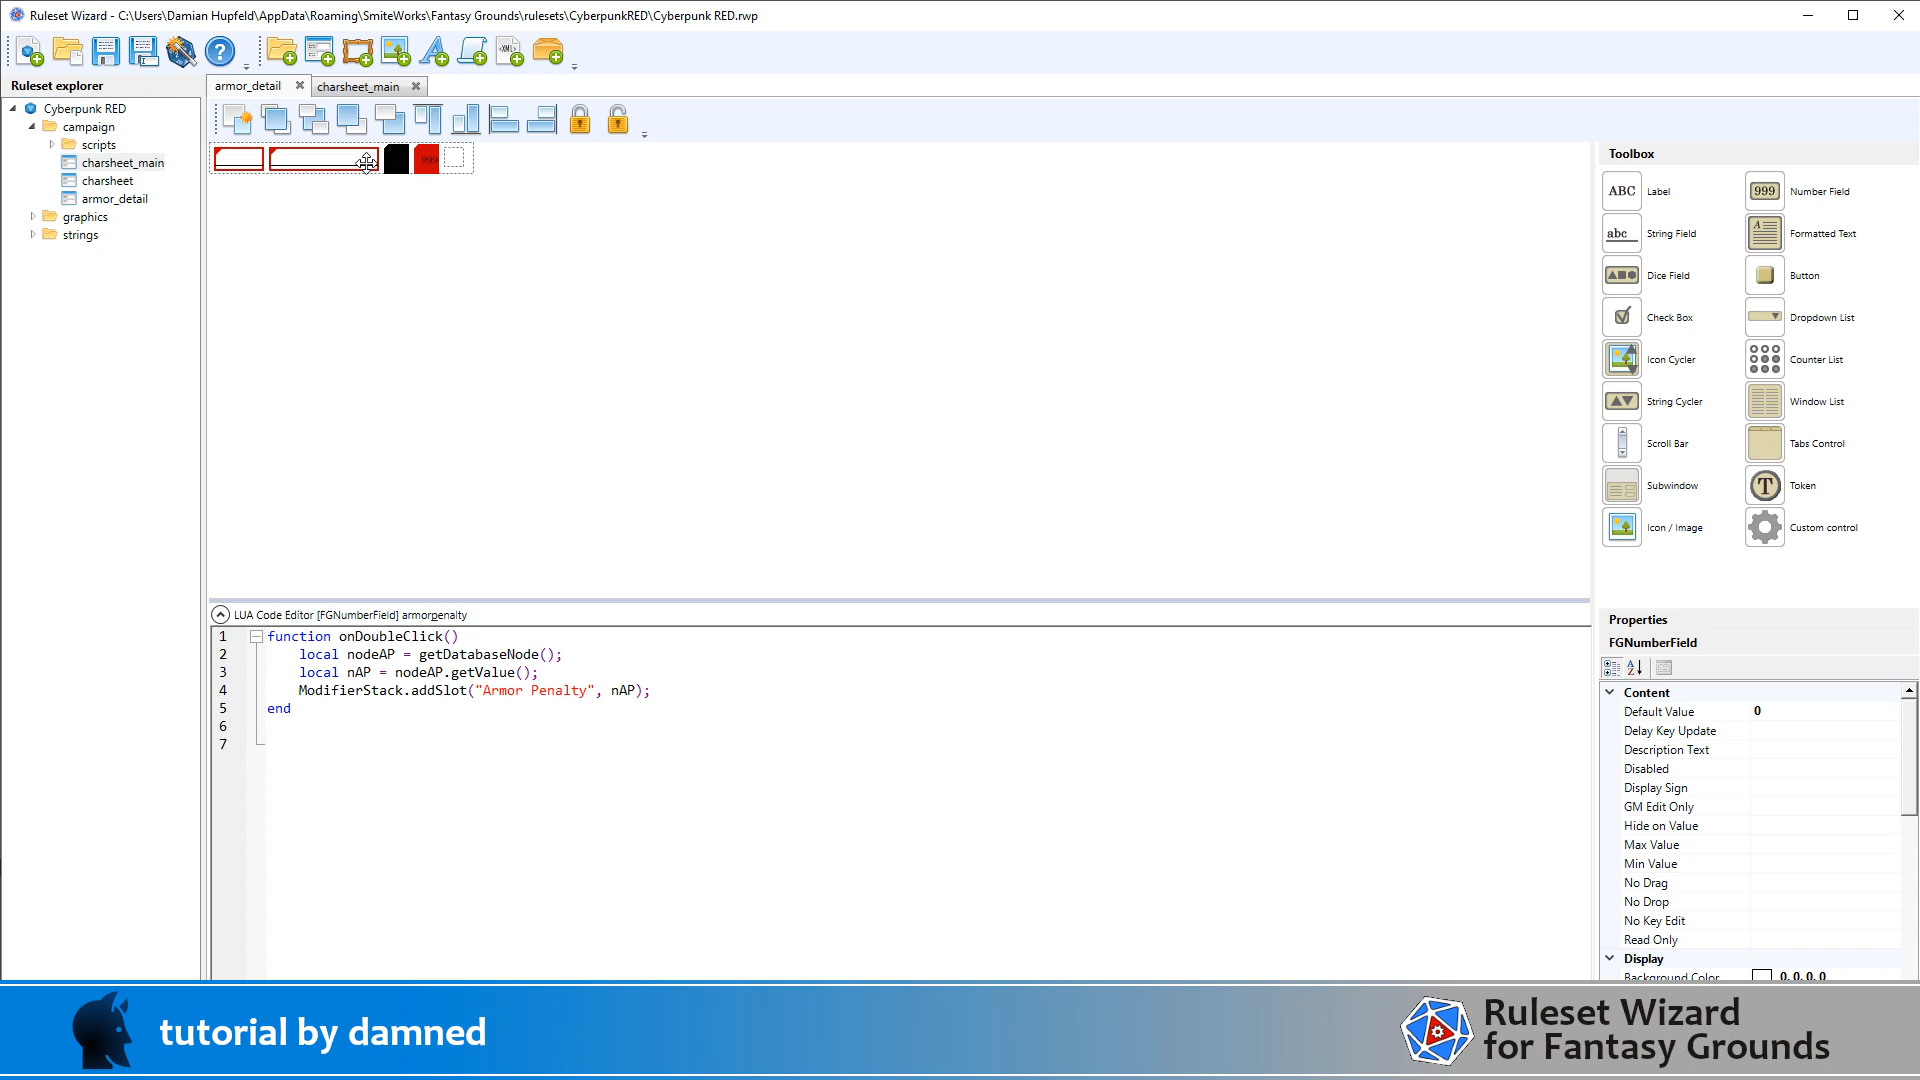 Ruleset Wizard - C:\Users\Damian Hupfeld\AppData\Roaming\SmiteWorks\Fantasy Grounds\rulesets\CyberpunkRED\Cyberpunk RED.rwp
Ruleset explorer
armor_detail
charsheet_main
Cyberpunk RED
campaign
scripts
charsheet_main
charsheet
armor_detail
graphics
strings
999
Toolbox
ABC Label
999 Number Field
abc String Field
A Formatted Text
Dice Field
Button
Check Box
Dropdown List
Icon Cycler
Counter List
String Cycler
Window List
Scroll Bar
Tabs Control
Subwindow
T Token
Icon / Image
Custom control
LUA Code Editor [FGNumberField] armorpenalty
1 function onDoubleClick()
2 local nodeAP = getDatabaseNode();
3 local nAP = nodeAP.getValue();
4 ModifierStack.addSlot("Armor Penalty", nAP);
5 end
6
7
Properties
FGNumberField
Content
Default Value 0
Delay Key Update
Description Text
Disabled
Display Sign
GM Edit Only
Hide on Value
Max Value
Min Value
No Drag
No Drop
No Key Edit
Read Only
Display
Background Color 0, 0, 0, 0
tutorial by damned
Ruleset Wizard
for Fantasy Grounds